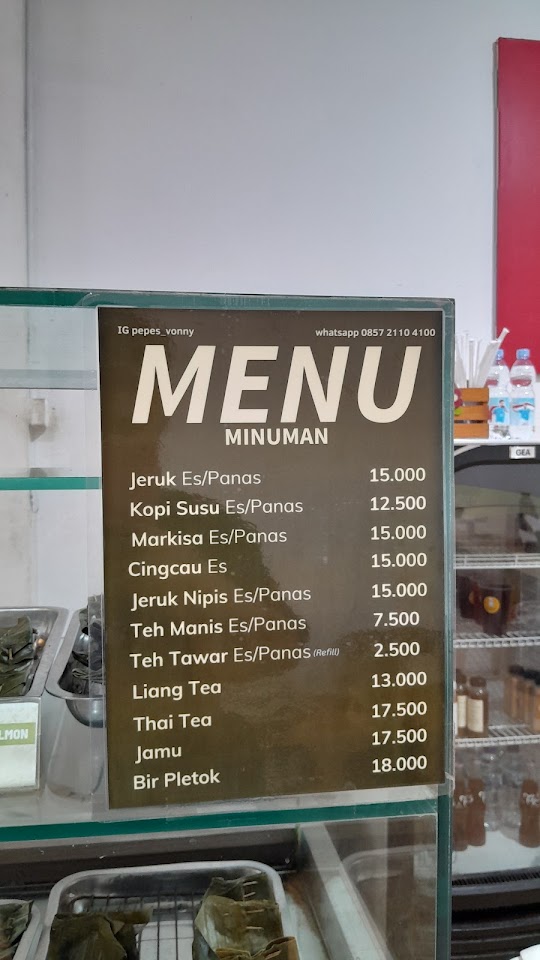 IG pepes_vonny
whatsapp 0857 2110 4100
MENU
MINUMAN
Jeruk Es/Panas 15.000
Kopi Susu Es/Panas 12.500
Markisa Es/Panas 15.000
Cingcau Es 15.000
Jeruk Nipis Es/Panas 15.000
Teh Manis Es/Panas 7.500
Teh Tawar Es/Panas (Refill) 2.500
Liang Tea 13.000
Thai Tea 17.500
Jamu 17.500
Bir Pletok 18.000
GEA